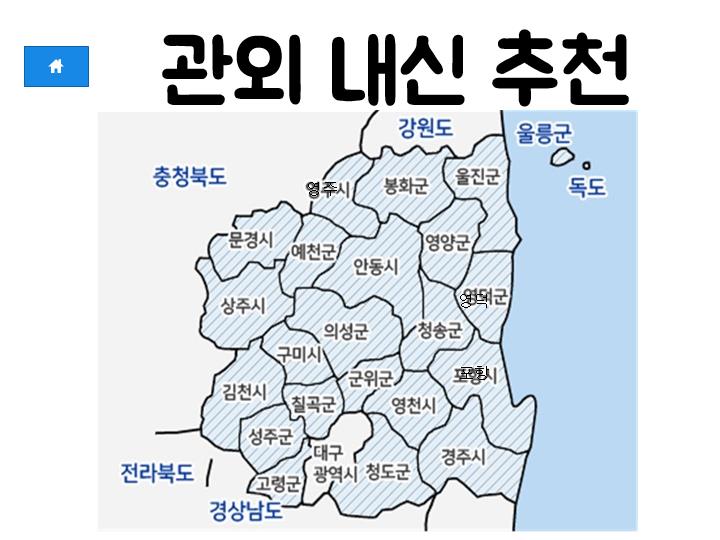 관외 내신 추천
강원도
울릉군
충청북도
독도
영주시
봉화군
울진군
문경시
예천군
영양군
안동시
상주시
영덕군
영덕
의성군
청송군
구미시
포항시
포항
김천시
군위군
칠곡군
영천시
성주군
대구
광역시
경주시
전라북도
청도군
고령군
경상남도